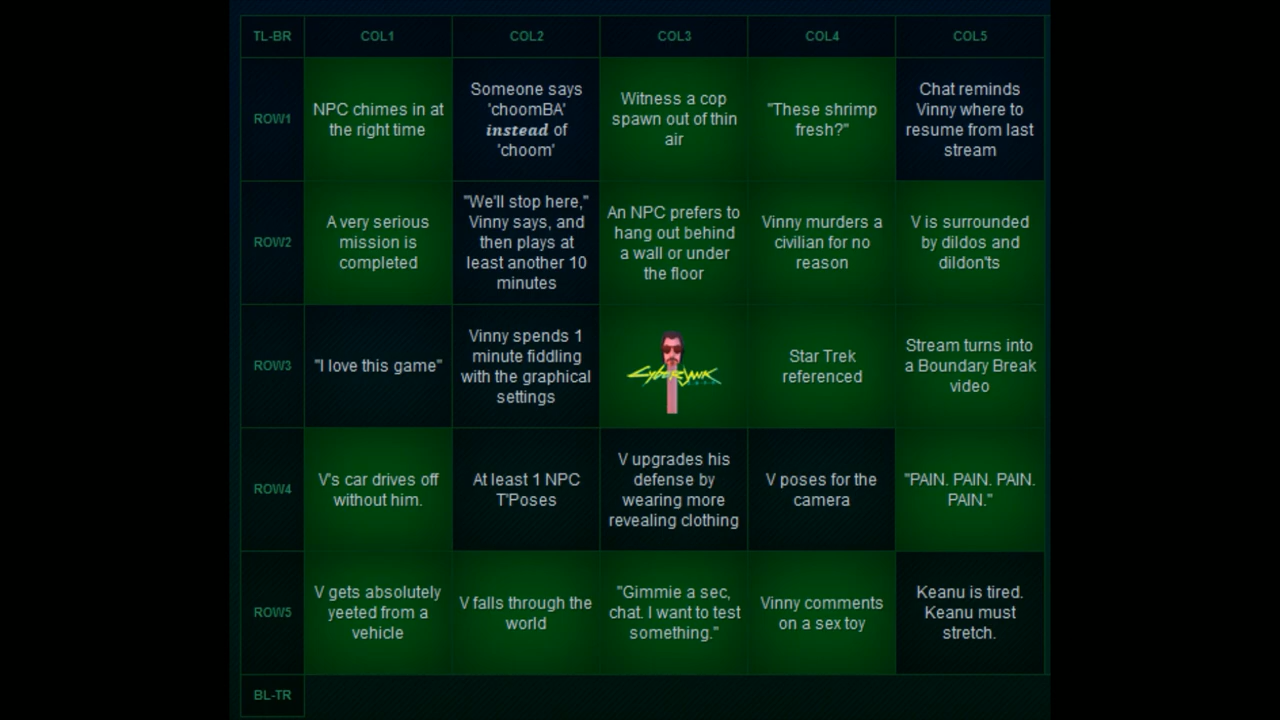 TL-BR COL1 COL2 COL3 COL4 COL5
ROW1
NPC chimes in at
the right time
Someone says
'choomBA'
instead of
'choom'
Witness a cop
spawn out of thin
air
"These shrimp
fresh?"
Chat reminds
Vinny where to
resume from last
stream
ROW2
A very serious
mission is
completed
"We'll stop here,"
Vinny says, and
then plays at
least another 10
minutes
An NPC prefers to
hang out behind
a wall or under
the floor
Vinny murders a
civilian for no
reason
V is surrounded
by dildos and
dildon'ts
ROW3
"I love this game"
Vinny spends 1
minute fiddling
with the graphical
settings
Star Trek
referenced
Stream turns into
a Boundary Break
video
ROW4
V's car drives off
without him.
At least 1 NPC
T'Poses
V upgrades his
defense by
wearing more
revealing clothing
V poses for the
camera
"PAIN. PAIN. PAIN.
PAIN."
ROW5
V gets absolutely
yeeted from a
vehicle
V falls through the
world
"Gimmie a sec,
chat. I want to test
something."
Vinny comments
on a sex toy
Keanu is tired.
Keanu must
stretch.
BL-TR